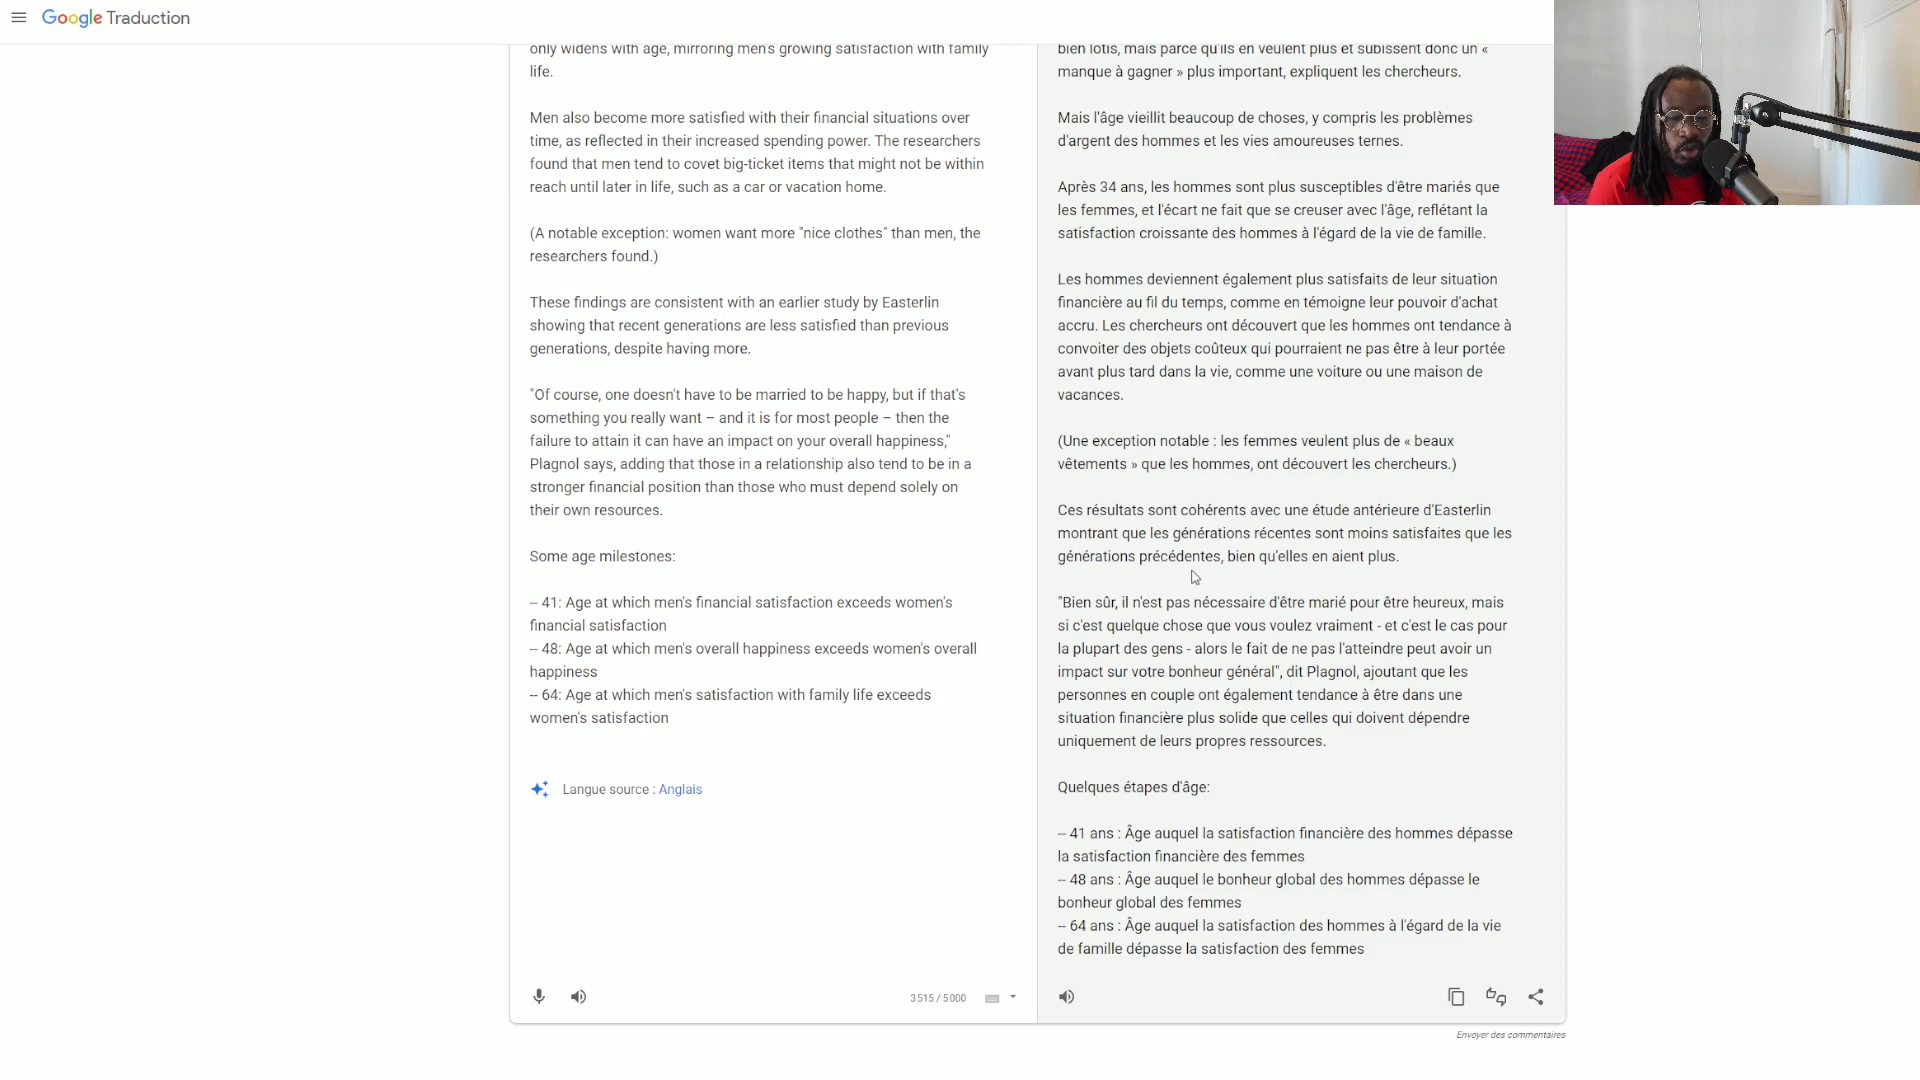 Google Traduction
only widens with age, mirroring men's growing satisfaction with family
life.
Men also become more satisfied with their financial situations over
time, as reflected in their increased spending power. The researchers
found that men tend to covet big-ticket items that might not be within
reach until later in life, such as a car or vacation home.
(A notable exception: women want more "nice clothes" than men, the
researchers found.)
These findings are consistent with an earlier study by Easterlin
showing that recent generations are less satisfied than previous
generations, despite having more.
"Of course, one doesn't have to be married to be happy, but if that's
something you really want – and it is for most people – then the
failure to attain it can have an impact on your overall happiness,"
Plagnol says, adding that those in a relationship also tend to be in a
stronger financial position than those who must depend solely on
their own resources.
Some age milestones:
-- 41: Age at which men's financial satisfaction exceeds women's
financial satisfaction
-- 48: Age at which men's overall happiness exceeds women's overall
happiness
-- 64: Age at which men's satisfaction with family life exceeds
women's satisfaction
Langue source : Anglais
3515 / 5000
bien lotis, mais parce qu'ils en veulent plus et subissent donc un «
manque à gagner » plus important, expliquent les chercheurs.
Mais l'âge vieillit beaucoup de choses, y compris les problèmes
d'argent des hommes et les vies amoureuses ternes.
Après 34 ans, les hommes sont plus susceptibles d'être mariés que
les femmes, et l'écart ne fait que se creuser avec l'âge, reflétant la
satisfaction croissante des hommes à l'égard de la vie de famille.
Les hommes deviennent également plus satisfaits de leur situation
financière au fil du temps, comme en témoigne leur pouvoir d'achat
accru. Les chercheurs ont découvert que les hommes ont tendance à
convoiter des objets coûteux qui pourraient ne pas être à leur portée
avant plus tard dans la vie, comme une voiture ou une maison de
vacances.
(Une exception notable : les femmes veulent plus de « beaux
vêtements » que les hommes, ont découvert les chercheurs.)
Ces résultats sont cohérents avec une étude antérieure d'Easterlin
montrant que les générations récentes sont moins satisfaites que les
générations précédentes, bien qu'elles en aient plus.
"Bien sûr, il n'est pas nécessaire d'être marié pour être heureux, mais
si c'est quelque chose que vous voulez vraiment - et c'est le cas pour
la plupart des gens - alors le fait de ne pas l'atteindre peut avoir un
impact sur votre bonheur général", dit Plagnol, ajoutant que les
personnes en couple ont également tendance à être dans une
situation financière plus solide que celles qui doivent dépendre
uniquement de leurs propres ressources.
Quelques étapes d'âge:
-- 41 ans : Âge auquel la satisfaction financière des hommes dépasse
la satisfaction financière des femmes
-- 48 ans : Âge auquel le bonheur global des hommes dépasse le
bonheur global des femmes
-- 64 ans : Âge auquel la satisfaction des hommes à l'égard de la vie
de famille dépasse la satisfaction des femmes
Envoyer des commentaires